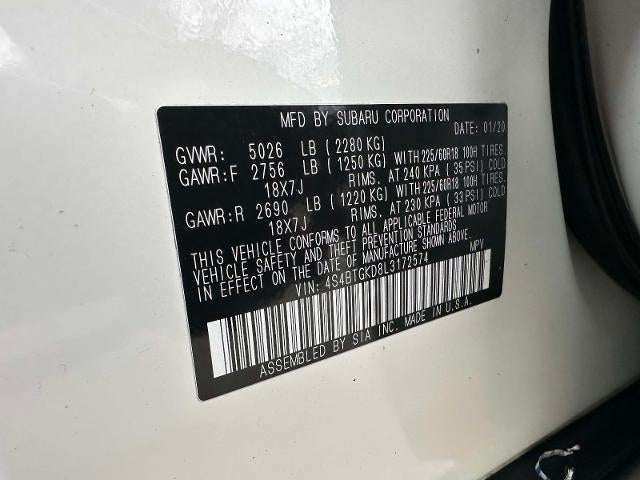 MFD BY SUBARU CORPORATION
DATE: 01/20
GVWR: 5026 LB ( 2280 KG)
GAWR:F 2756 LB ( 1250 KG) WITH 225/60R18 100H TIRES.
18X7J RIMS. AT 240 KPA ( 35 PSI) COLD
GAWR:R 2690 LB ( 1220 KG) WITH 225/60R18 100H TIRES.
18X7J RIMS. AT 230 KPA ( 33 PSI) COLD
THIS VEHICLE CONFORMS TO ALL APPLICABLE FEDERAL MOTOR
VEHICLE SAFETY AND THEFT PREVENTION STANDARDS
IN EFFECT ON THE DATE OF MANUFACTURE SHOWN ABOVE.
VIN: 4S4BTGKD8L3172574 MPV
ASSEMBLED BY SIA INC. MADE IN U.S.A.